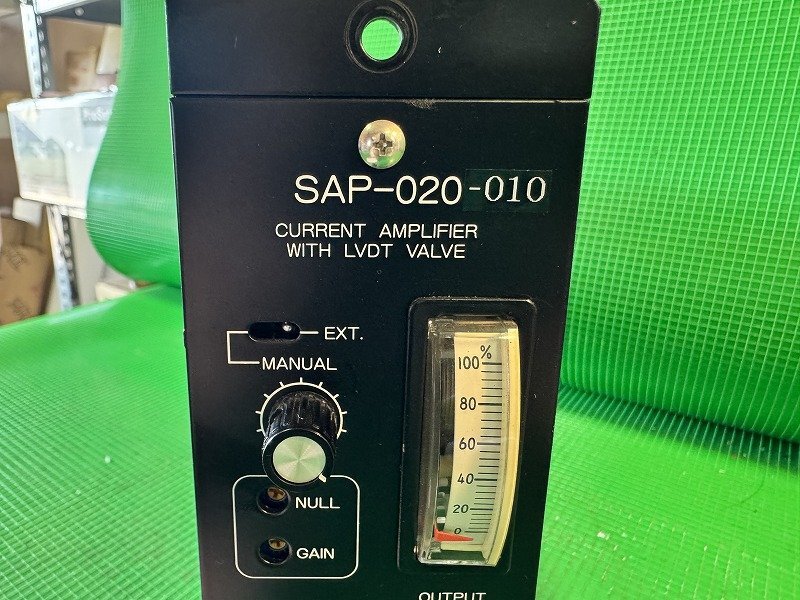 SAP-020-010
CURRENT AMPLIFIER
WITH LVDT VALVE
EXT.
MANUAL
NULL
GAIN
%
100
80
60
40
20
0
OUTPUT